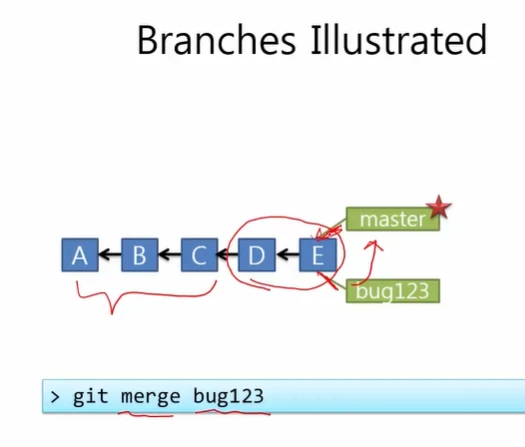 Branches Illustrated
master
A B C D E
bug123
> git merge bug123